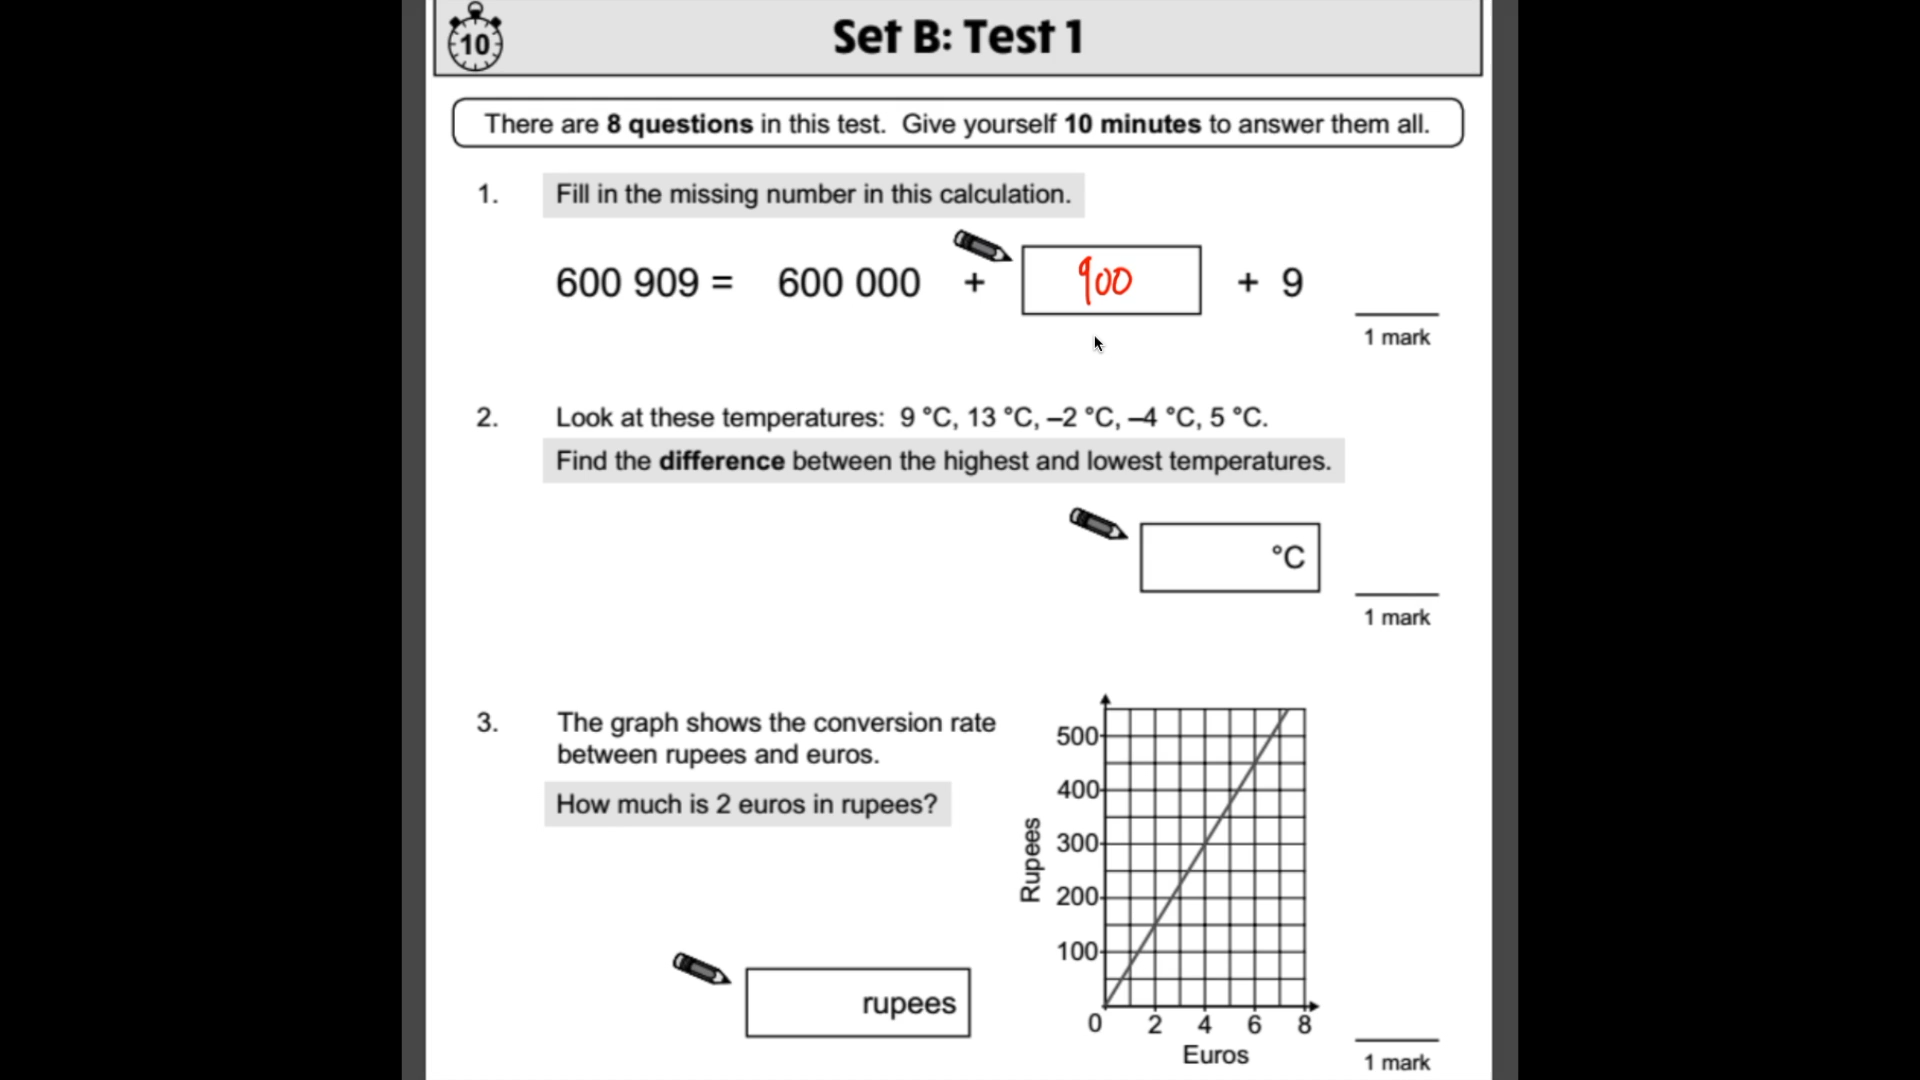 10
Set B: Test 1
There are 8 questions in this test. Give yourself 10 minutes to answer them all.
1. Fill in the missing number in this calculation.
600 909 = 600 000 + 900 + 9
1 mark
2. Look at these temperatures: 9 °C, 13 °C, –2 °C, –4 °C, 5 °C.
Find the difference between the highest and lowest temperatures.
°C
1 mark
3. The graph shows the conversion rate
between rupees and euros.
How much is 2 euros in rupees?
rupees
Rupees
500
400
300
200
100
0 2 4 6 8
Euros
1 mark